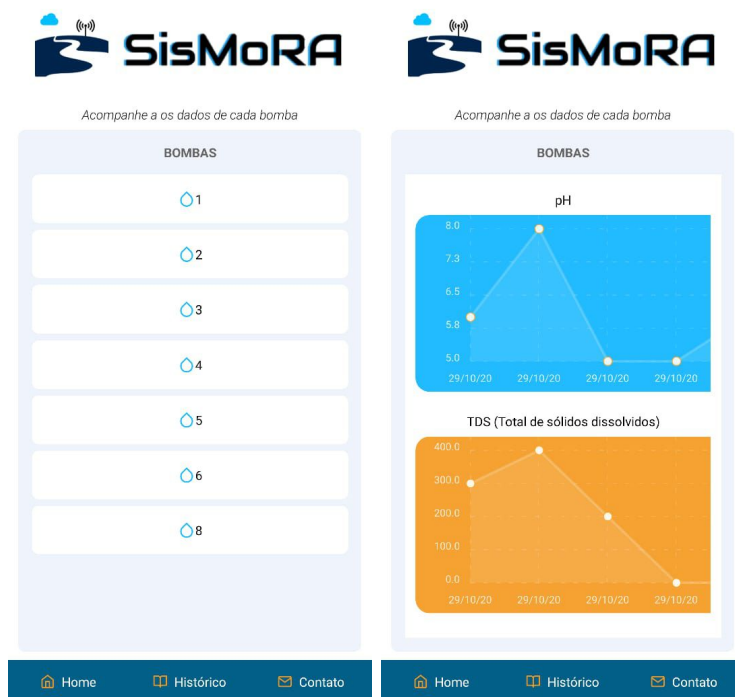 SisMoRA
Acompanhe a os dados de cada bomba
BOMBAS
1
2
3
4
5
6
8
Home Histórico Contato
SisMoRA
Acompanhe a os dados de cada bomba
BOMBAS
pH
8.0
7.3
6.5
5.8
5.0
29/10/20 29/10/20 29/10/20 29/10/20
TDS (Total de sólidos dissolvidos)
400.0
300.0
200.0
100.0
0.0
29/10/20 29/10/20 29/10/20 29/10/20
Home Histórico Contato